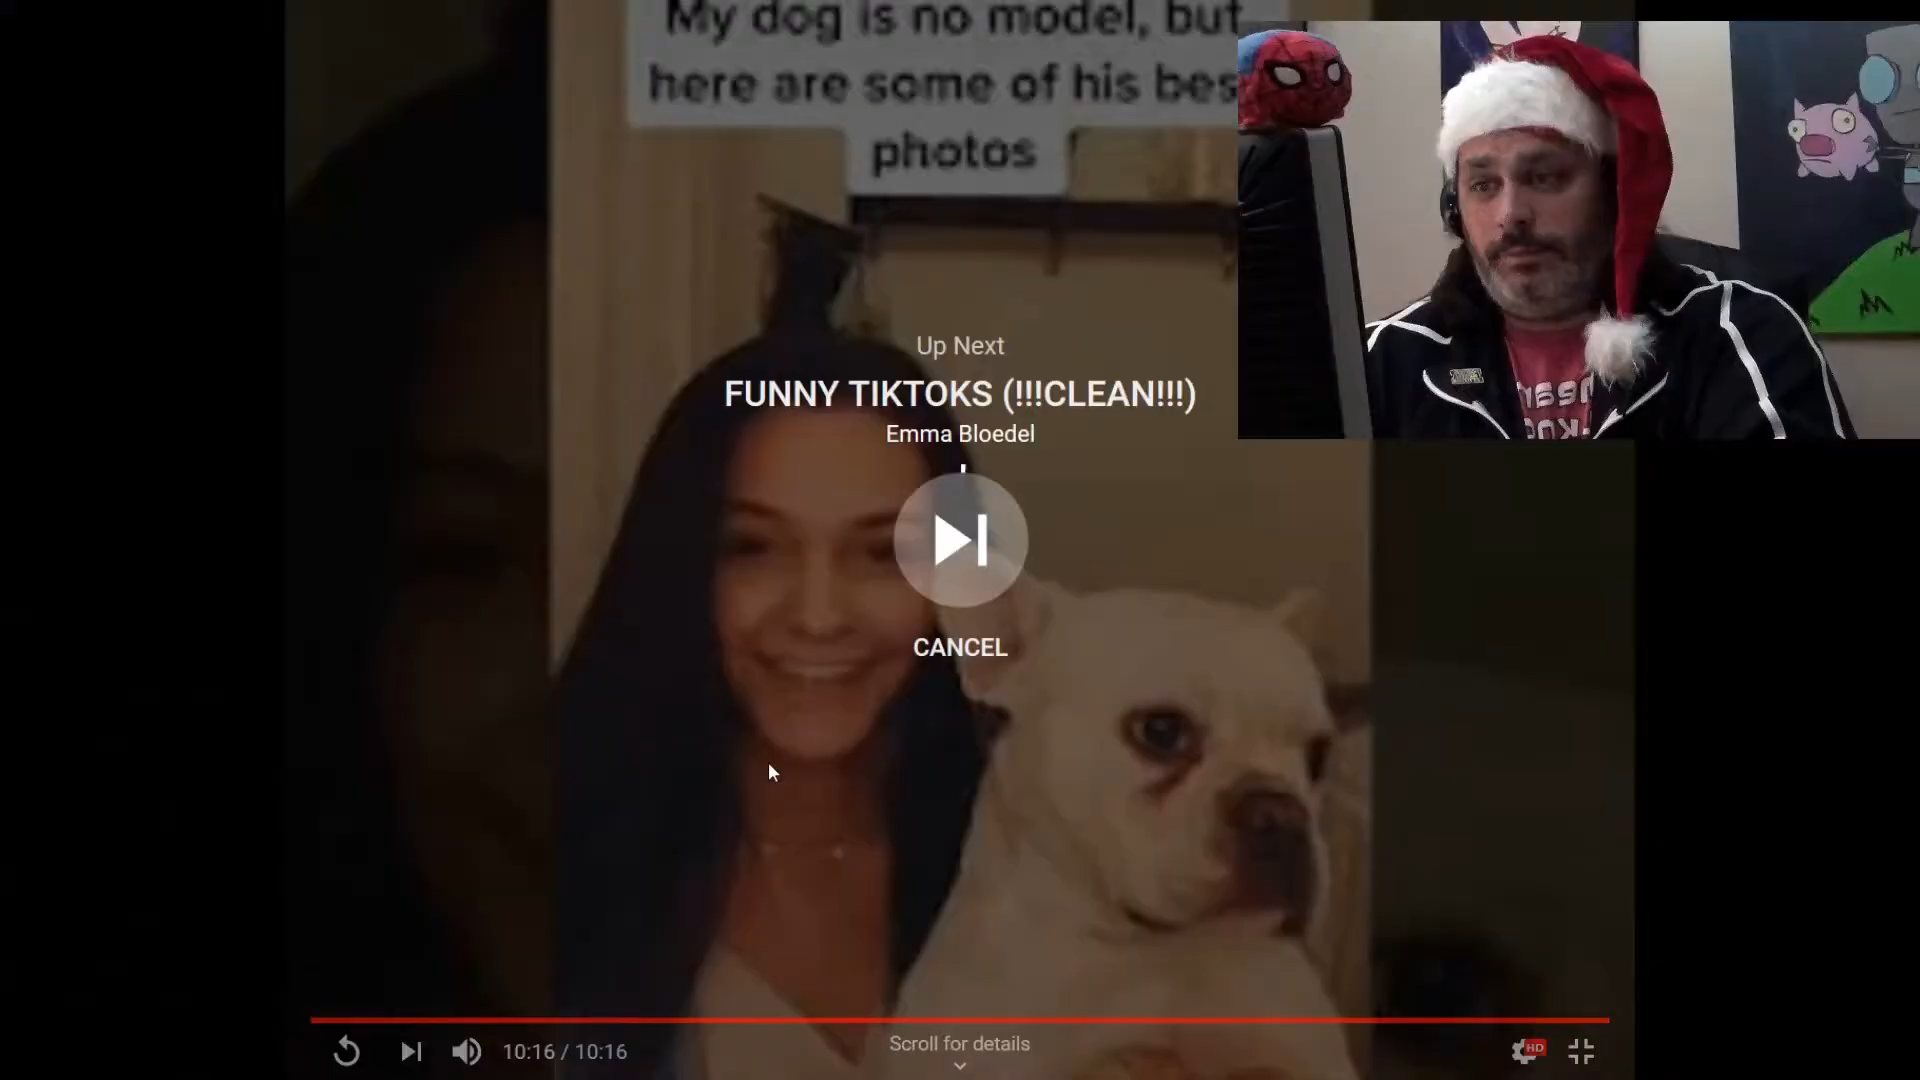 My dog is no model, but
here are some of his bes
photos
Up Next
FUNNY TIKTOKS (!!!CLEAN!!!)
Emma Bloedel
CANCEL
10:16 / 10:16
Scroll for details
HD